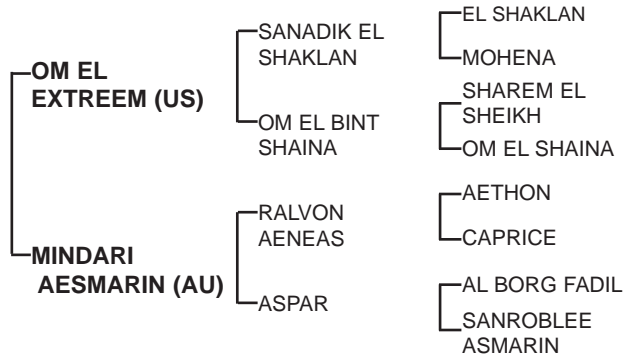 OM EL
EXTREEM (US)
MINDARI
AESMARIN (AU)
SANADIK EL
SHAKLAN
OM EL BINT
SHAINA
RALVON
AENEAS
ASPAR
EL SHAKLAN
MOHENA
SHAREM EL
SHEIKH
OM EL SHAINA
AETHON
CAPRICE
AL BORG FADIL
SANROBLEE
ASMARIN